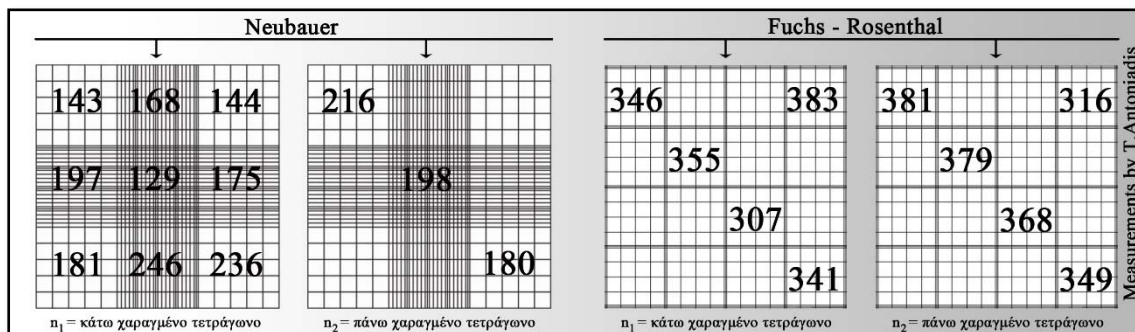 Neubauer
Fuchs - Rosenthal
143 168 144
197 129 175
181 246 236
216
198
180
346 383
355
307
341
381 316
379
368
349
n1 = κάτω χαραγμένο τετράγωνο
n2 = πάνω χαραγμένο τετράγωνο
n1 = κάτω χαραγμένο τετράγωνο
n2 = πάνω χαραγμένο τετράγωνο
Measurements by T.Antoniadis